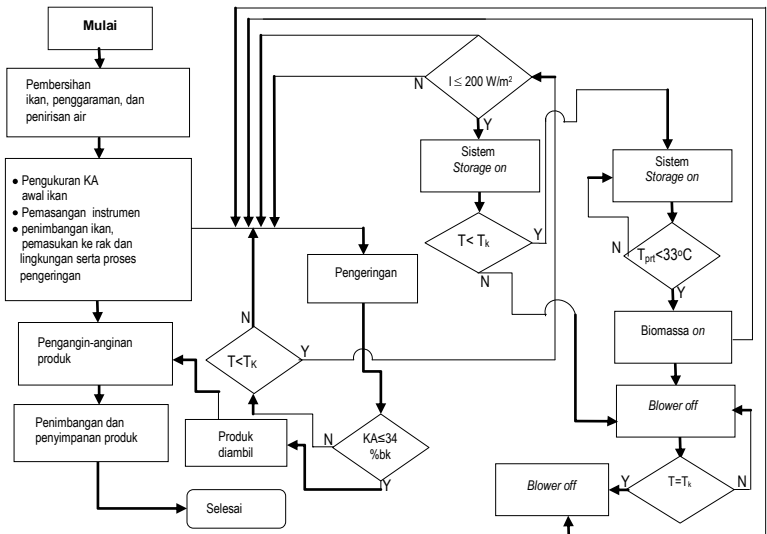 Mulai
Pembersihan
ikan, penggaraman, dan
penirisan air
● Pengukuran KA
awal ikan
● Pemasangan instrumen
● penimbangan ikan,
pemasukan ke rak dan
lingkungan serta proses
pengeringan
Pengangin-anginan
produk
Penimbangan dan
penyimpanan produk
Selesai
Produk
diambil
N
T<TK
Y
Pengeringan
N
KA≤34
%bk
Y
N
I ≤ 200 W/m²
Y
Sistem
Storage on
T< Tk
Y
N
Sistem
Storage on
N
Tprt<33°C
Y
Biomassa on
Blower off
Y
T=Tk
N
Blower off